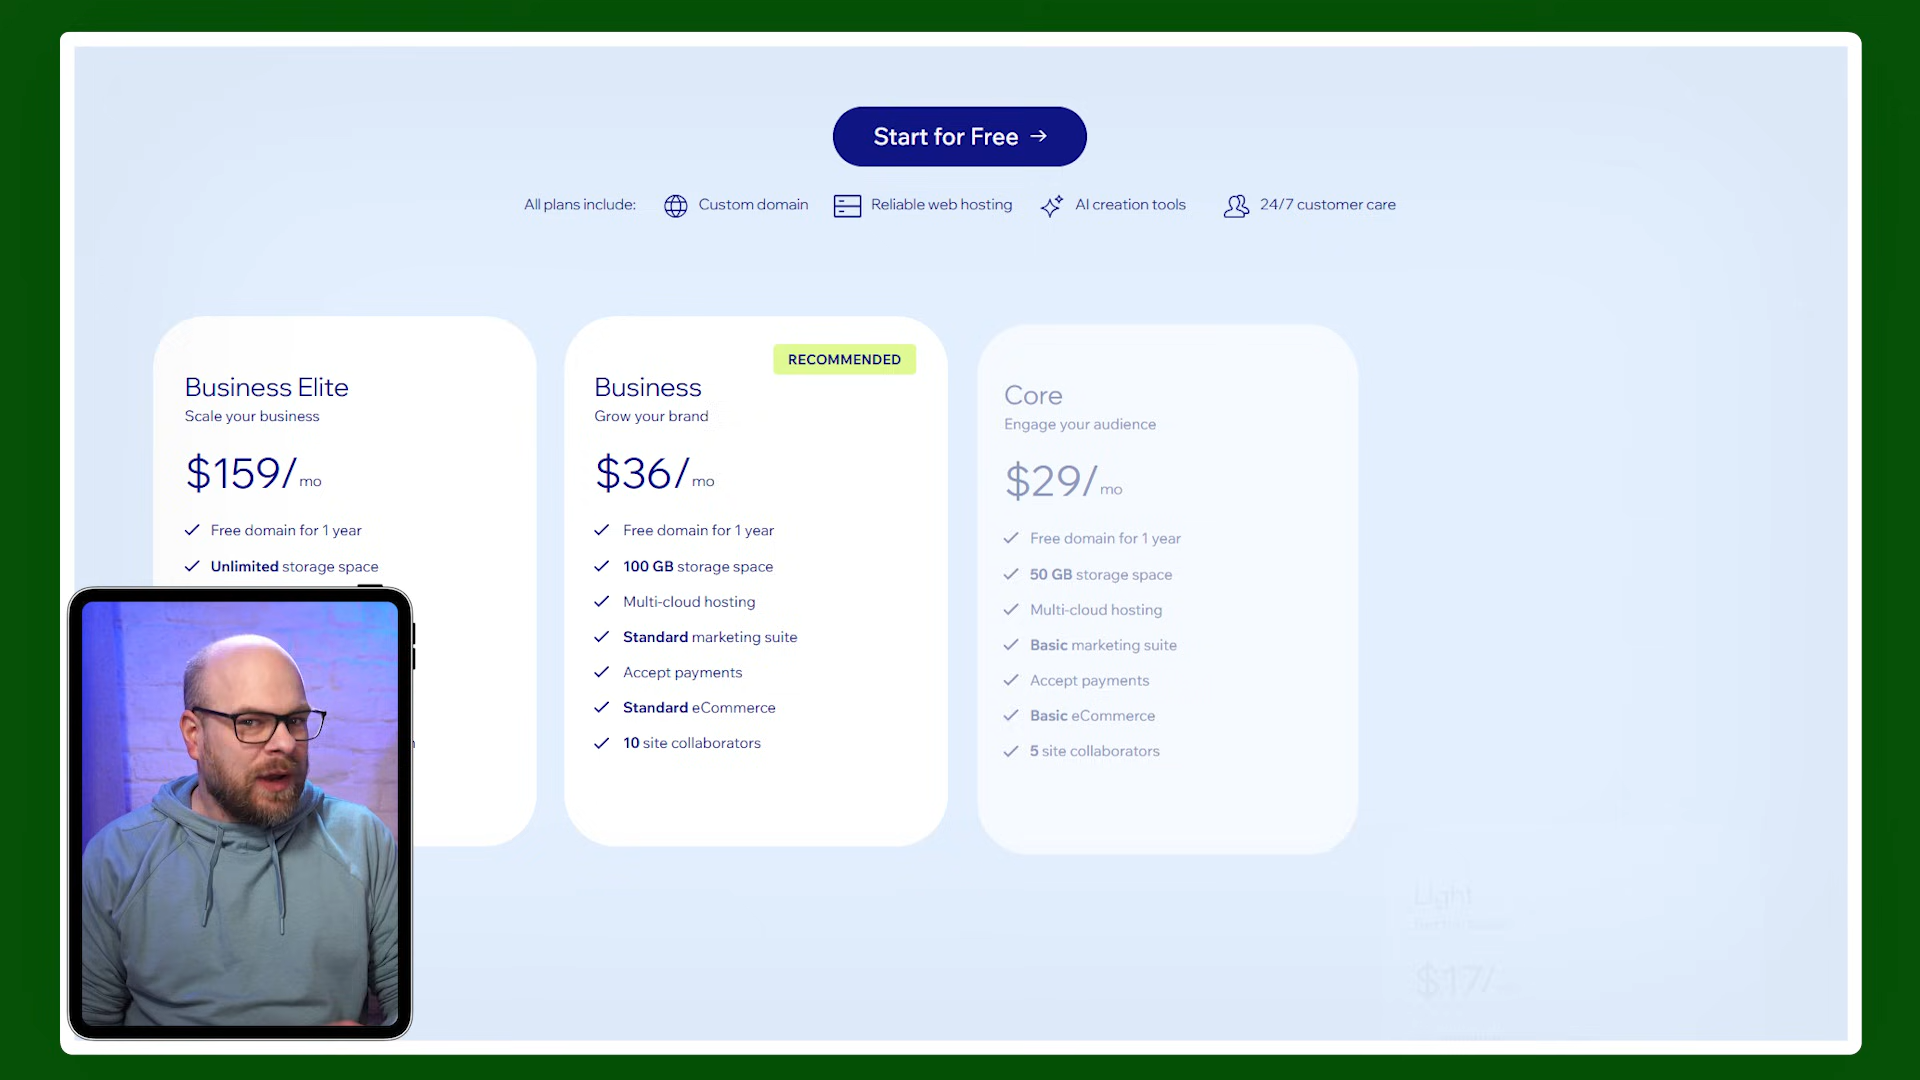 Start for Free →
All plans include:
Custom domain
Reliable web hosting
AI creation tools
24/7 customer care
Business Elite
Scale your business
$159/ mo
Free domain for 1 year
Unlimited storage space
RECOMMENDED
Business
Grow your brand
$36/ mo
Free domain for 1 year
100 GB storage space
Multi-cloud hosting
Standard marketing suite
Accept payments
Standard eCommerce
10 site collaborators
Core
Engage your audience
$29/ mo
Free domain for 1 year
50 GB storage space
Multi-cloud hosting
Basic marketing suite
Accept payments
Basic eCommerce
5 site collaborators
Light
$17/